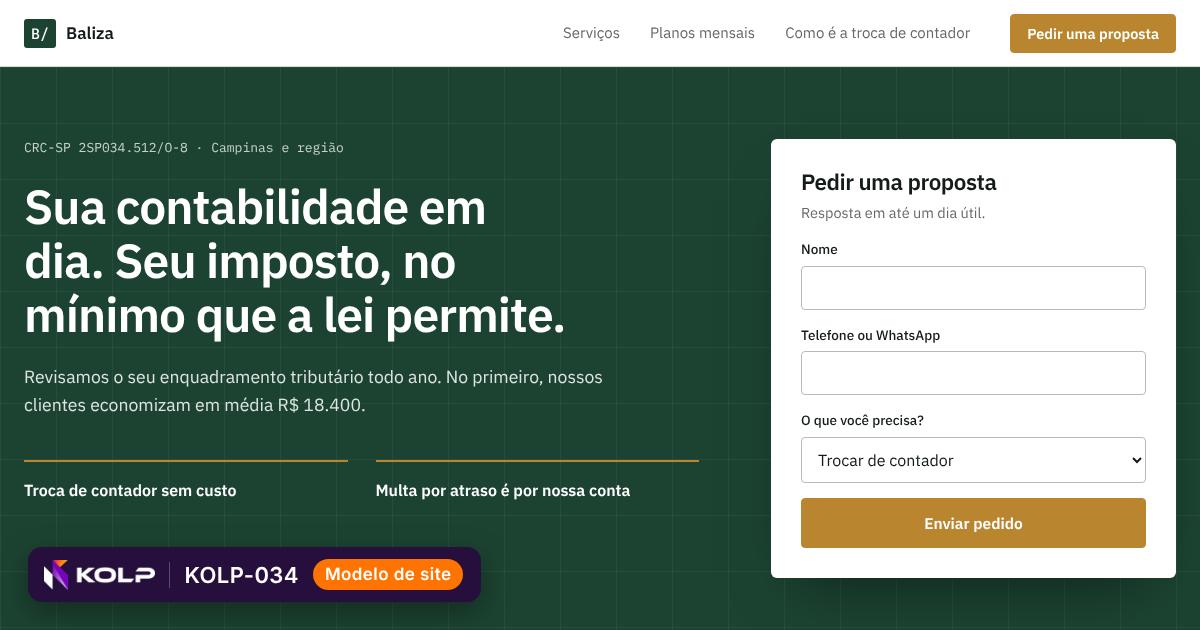 B/ Baliza
Serviços
Planos mensais
Como é a troca de contador
Pedir uma proposta
CRC-SP 2SP034.512/O-8 · Campinas e região
Sua contabilidade em
dia. Seu imposto, no
mínimo que a lei permite.
Revisamos o seu enquadramento tributário todo ano. No primeiro, nossos
clientes economizam em média R$ 18.400.
Troca de contador sem custo
Multa por atraso é por nossa conta
Pedir uma proposta
Resposta em até um dia útil.
Nome
Telefone ou WhatsApp
O que você precisa?
Trocar de contador
Enviar pedido
KOLP
KOLP-034
Modelo de site